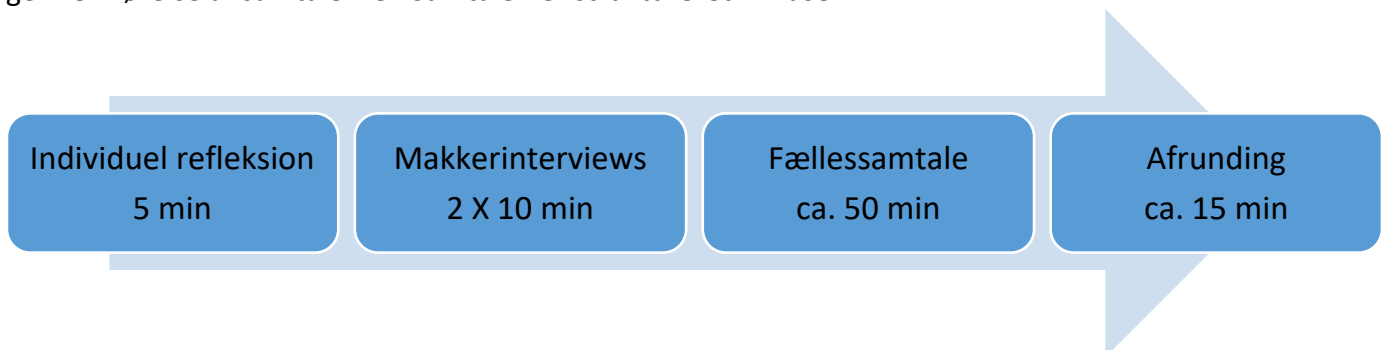 Individuel refleksion
5 min
Makkerinterviews
2 X 10 min
Fællessamtale
ca. 50 min
Afrunding
ca. 15 min